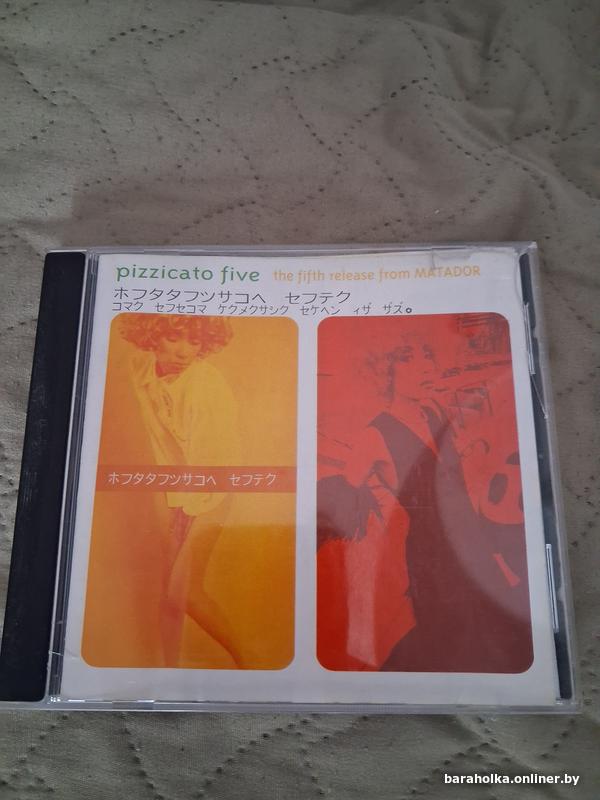 pizzicato five the fifth release from MATADOR
ホフタタフツサコヘ セフテク
コマク セフセコマ ケクメクサシク セケヘン ィザ ザズ。
ホフタタフツサコヘ セフテク
baraholka.onliner.by